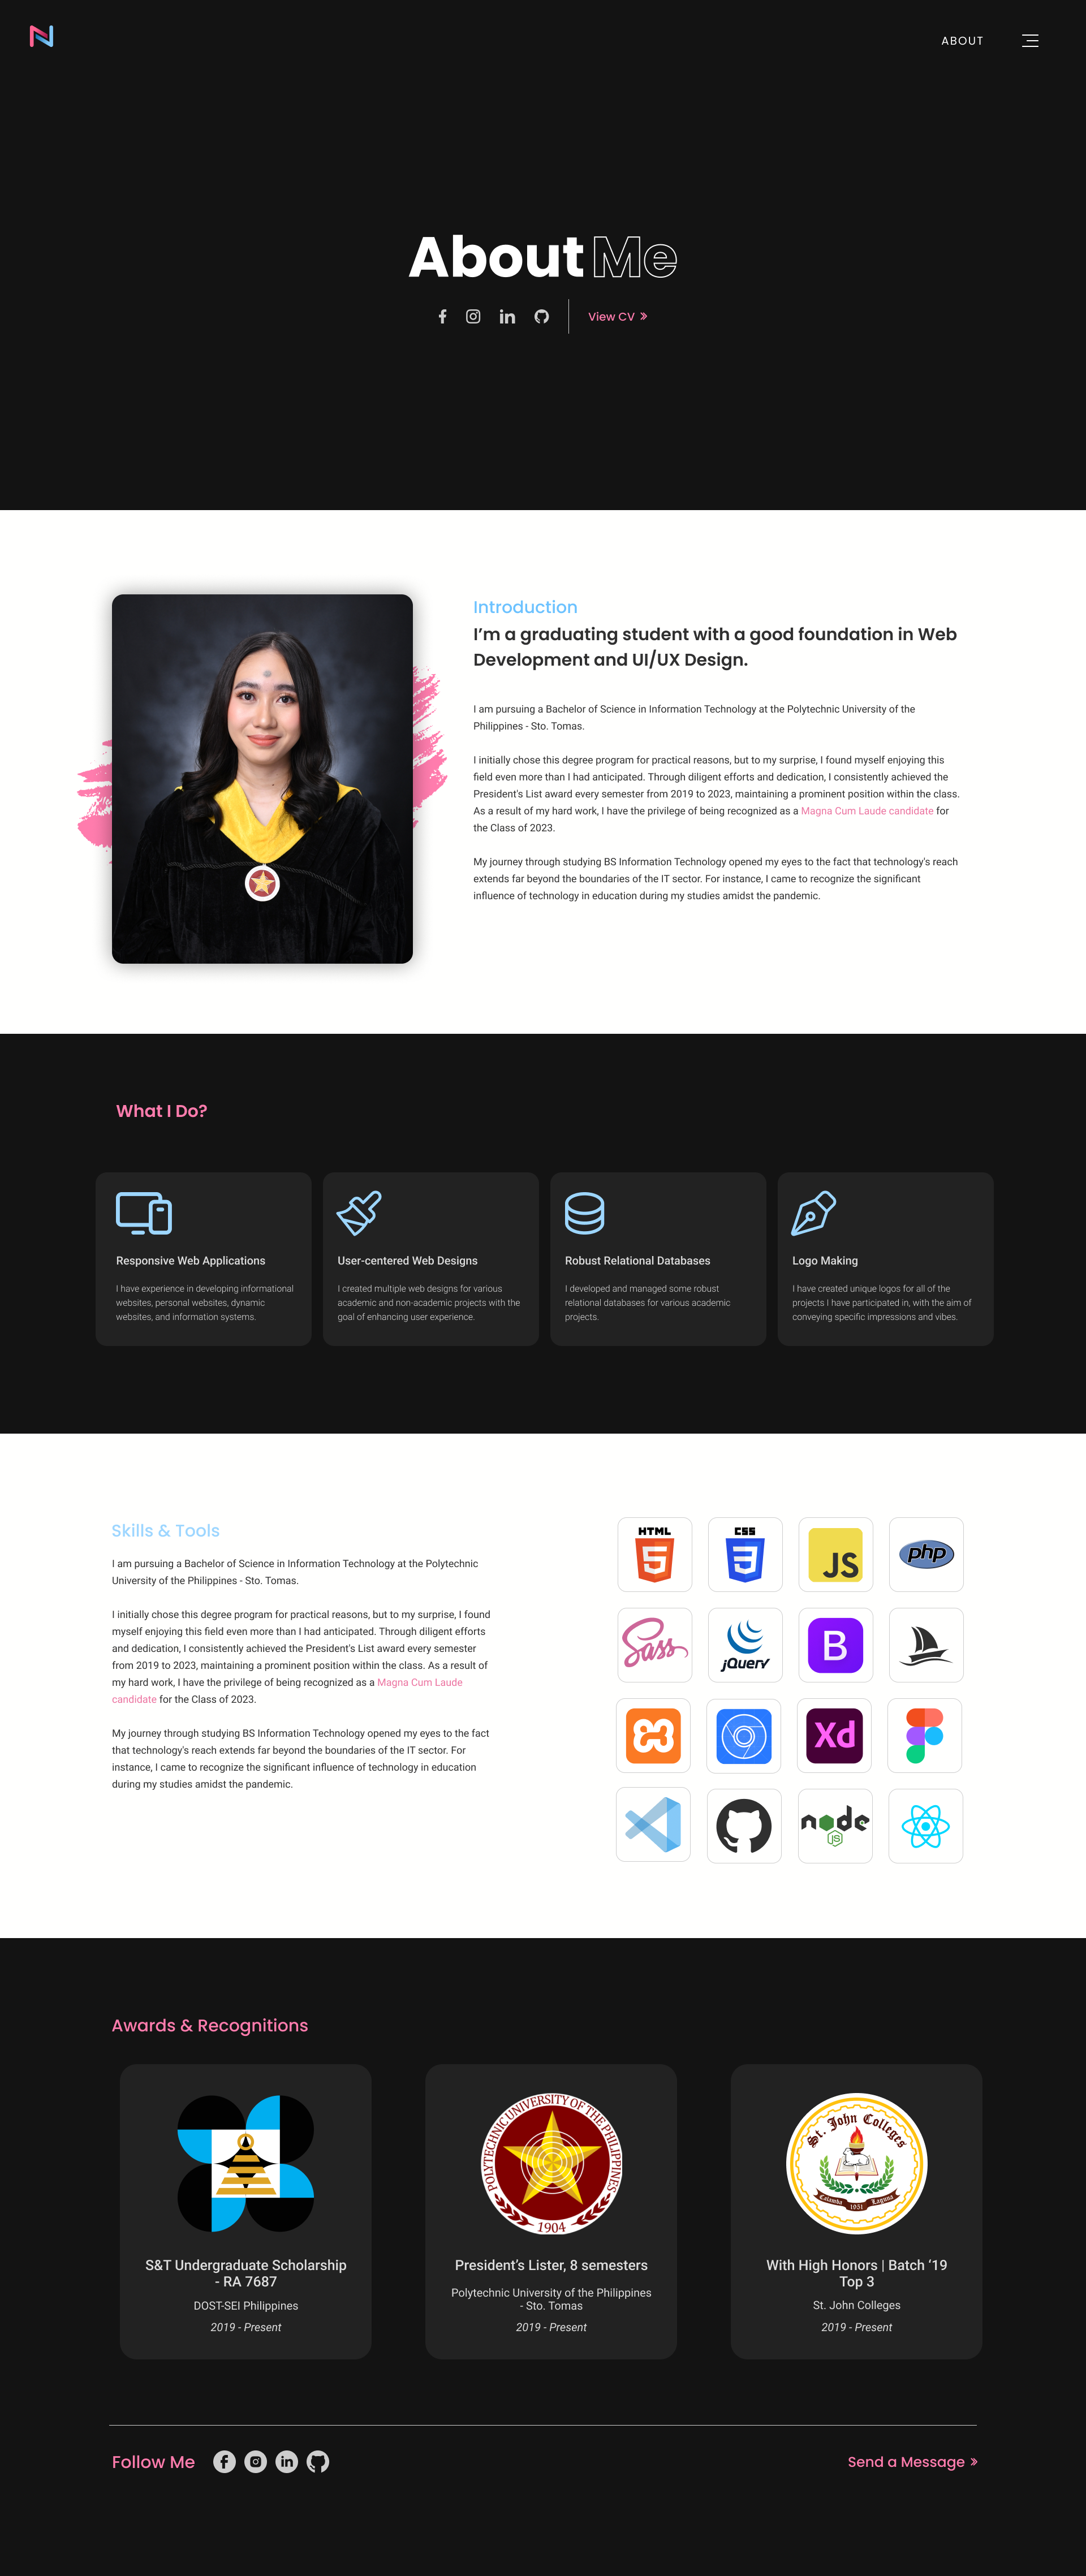 N
ABOUT
About Me
View CV
Introduction
I’m a graduating student with a good foundation in Web
Development and UI/UX Design.
I am pursuing a Bachelor of Science in Information Technology at the Polytechnic University of the
Philippines - Sto. Tomas.
I initially chose this degree program for practical reasons, but to my surprise, I found myself enjoying this
field even more than I had anticipated. Through diligent efforts and dedication, I consistently achieved the
President's List award every semester from 2019 to 2023, maintaining a prominent position within the class.
As a result of my hard work, I have the privilege of being recognized as a Magna Cum Laude candidate for
the Class of 2023.
My journey through studying BS Information Technology opened my eyes to the fact that technology's reach
extends far beyond the boundaries of the IT sector. For instance, I came to recognize the significant
influence of technology in education during my studies amidst the pandemic.
What I Do?
Responsive Web Applications
I have experience in developing informational
websites, personal websites, dynamic
websites, and information systems.
User-centered Web Designs
I created multiple web designs for various
academic and non-academic projects with the
goal of enhancing user experience.
Robust Relational Databases
I developed and managed some robust
relational databases for various academic
projects.
Logo Making
I have created unique logos for all of the
projects I have participated in, with the aim of
conveying specific impressions and vibes.
Skills & Tools
I am pursuing a Bachelor of Science in Information Technology at the Polytechnic
University of the Philippines - Sto. Tomas.
I initially chose this degree program for practical reasons, but to my surprise, I found
myself enjoying this field even more than I had anticipated. Through diligent efforts
and dedication, I consistently achieved the President's List award every semester
from 2019 to 2023, maintaining a prominent position within the class. As a result of
my hard work, I have the privilege of being recognized as a Magna Cum Laude
candidate for the Class of 2023.
My journey through studying BS Information Technology opened my eyes to the fact
that technology's reach extends far beyond the boundaries of the IT sector. For
instance, I came to recognize the significant influence of technology in education
during my studies amidst the pandemic.
HTML
5
CSS
3
JS
php
Sass
jQuery
B
Xd
node
JS
Awards & Recognitions
S&T Undergraduate Scholarship
- RA 7687
DOST-SEI Philippines
2019 - Present
POLYTECHNIC UNIVERSITY OF THE PHILIPPINES
1904
President’s Lister, 8 semesters
Polytechnic University of the Philippines
- Sto. Tomas
2019 - Present
St. John Colleges
Calamba Laguna
With High Honors | Batch ‘19
Top 3
St. John Colleges
2019 - Present
Follow Me
Send a Message